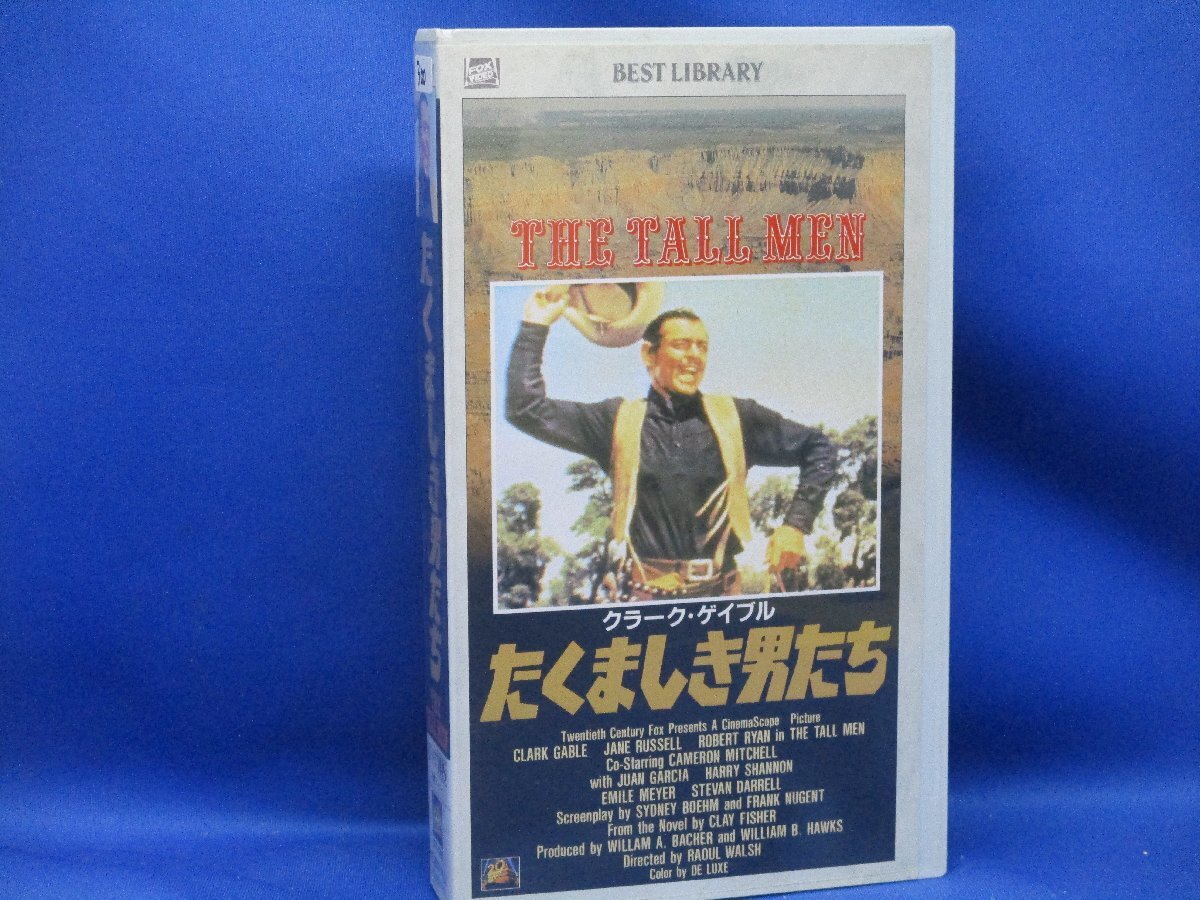 FOX
VIDEO
BEST LIBRARY
THE TALL MEN
クラーク・ゲイブル
たくましき男たち
Twentieth Century Fox Presents A CinemaScope Picture
CLARK GABLE JANE RUSSELL ROBERT RYAN in THE TALL MEN
Co-Starring CAMERON MITCHELL
with JUAN GARCIA HARRY SHANNON
EMILE MEYER STEVAN DARRELL
Screenplay by SYDNEY BOEHM and FRANK NUGENT
From the Novel by CLAY FISHER
Produced by WILLAM A. BACHER and WILLIAM B. HAWKS
Directed by RAOUL WALSH
Color by DE LUXE
たくましき男たち